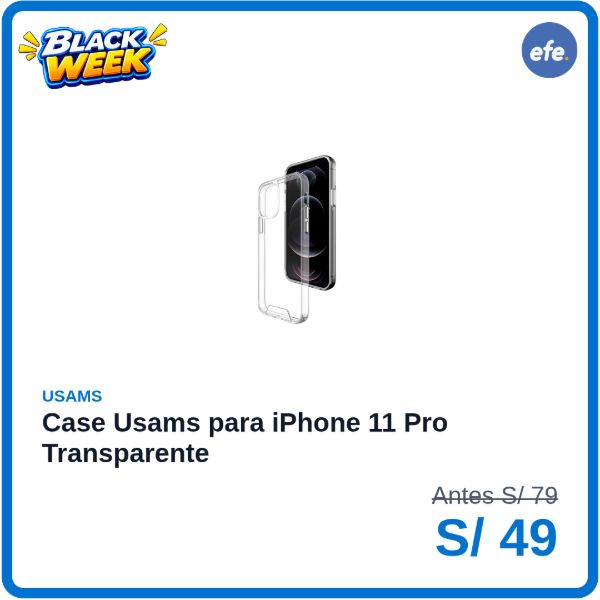 BLACK
WEEK
efe.
USAMS
Case Usams para iPhone 11 Pro
Transparente
Antes S/ 79
S/ 49